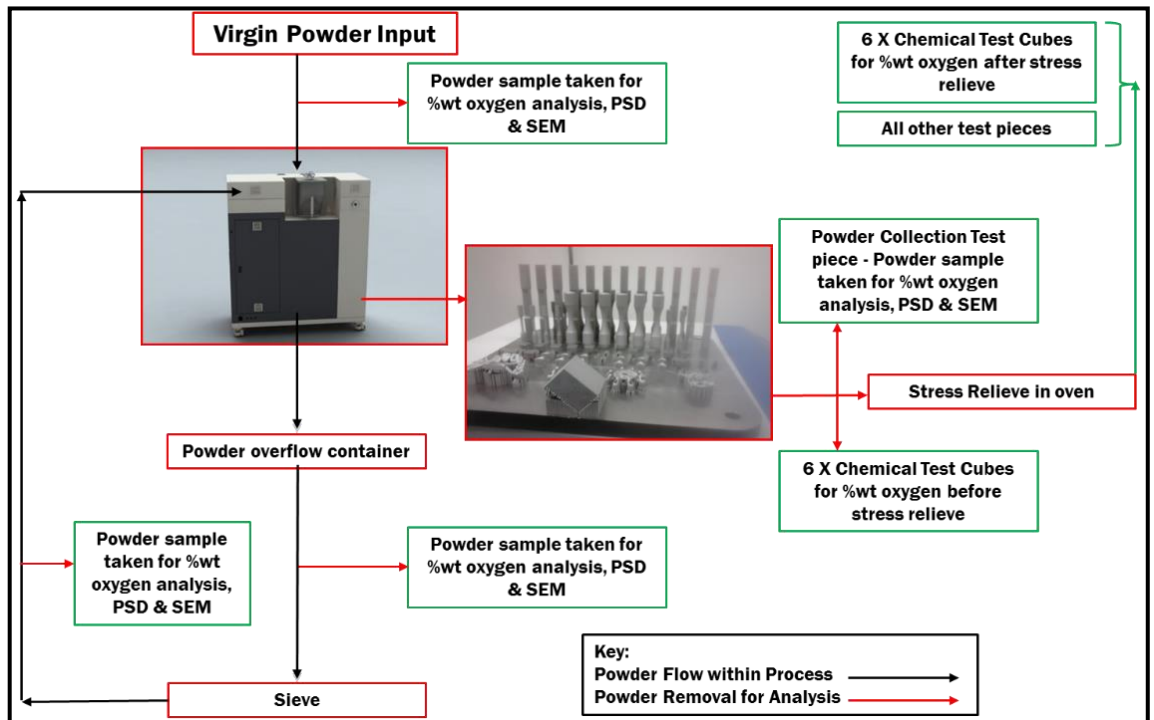 Virgin Powder Input
Powder sample taken for
%wt oxygen analysis, PSD
& SEM
6 X Chemical Test Cubes
for %wt oxygen after stress
relieve
All other test pieces
Powder Collection Test
piece - Powder sample
taken for %wt oxygen
analysis, PSD & SEM
Stress Relieve in oven
6 X Chemical Test Cubes
for %wt oxygen before
stress relieve
Powder overflow container
Powder sample
taken for %wt
oxygen analysis,
PSD & SEM
Powder sample taken for
%wt oxygen analysis, PSD
& SEM
Sieve
Key:
Powder Flow within Process
Powder Removal for Analysis